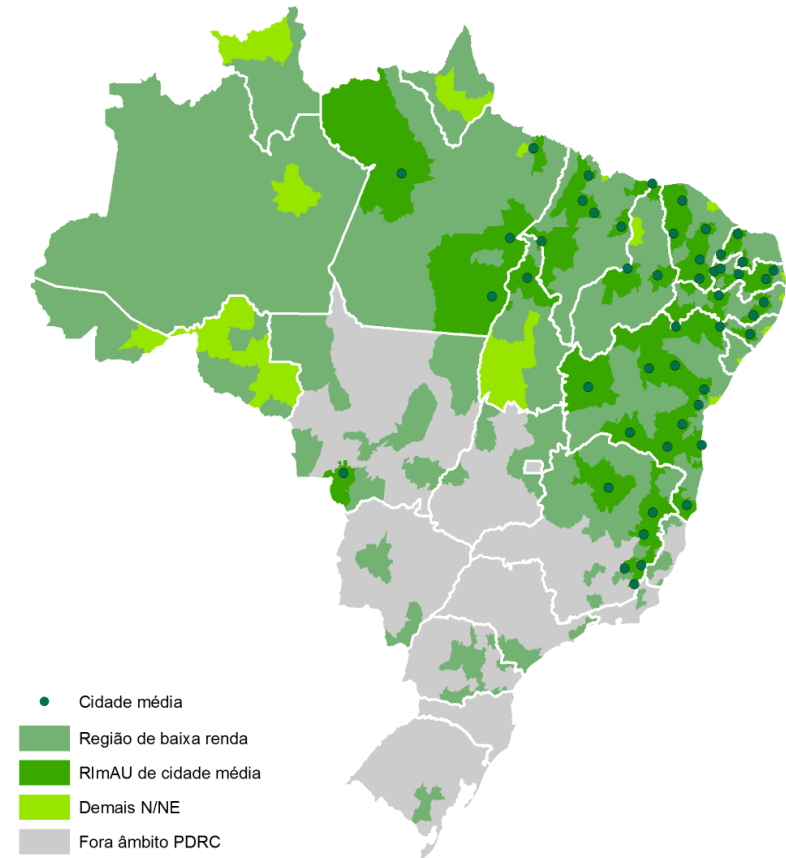 Cidade média
Região de baixa renda
RImAU de cidade média
Demais N/NE
Fora âmbito PDRC